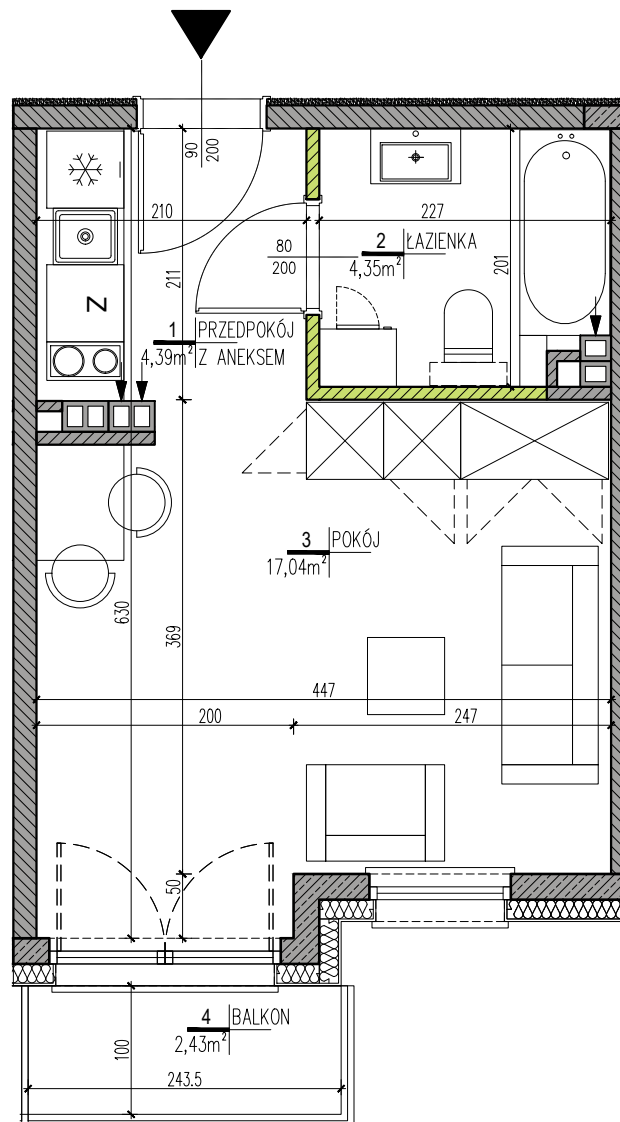 90
200
210
227
80
200
2 ŁAZIENKA
4,35m²
201
211
Z
1 PRZEDPOKÓJ
4,39m² Z ANEKSEM
3 POKÓJ
17,04m²
630
369
447
200
247
50
4 BALKON
2,43m²
100
243.5